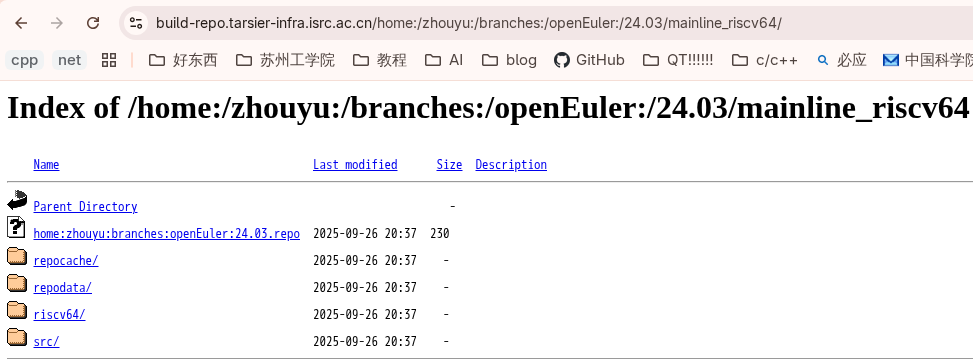 build-repo.tarsier-infra.isrc.ac.cn/home:/zhouyu:/branches:/openEuler:/24.03/mainline_riscv64/
cpp net 好东西 苏州工学院 教程 AI blog GitHub QT!!!!!! c/c++ 必应 中国科学院
Index of /home:/zhouyu:/branches:/openEuler:/24.03/mainline_riscv64
Name Last modified Size Description
Parent Directory -
home:zhouyu:branches:openEuler:24.03.repo 2025-09-26 20:37 230
repocache/ 2025-09-26 20:37 -
repodata/ 2025-09-26 20:37 -
riscv64/ 2025-09-26 20:37 -
src/ 2025-09-26 20:37 -